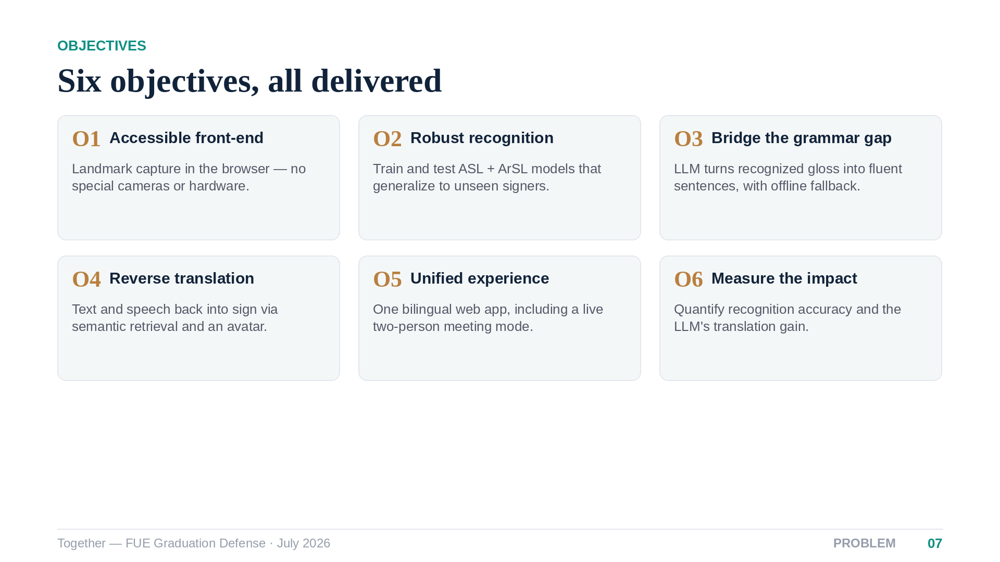 OBJECTIVES
Six objectives, all delivered
O1 Accessible front-end
Landmark capture in the browser — no
special cameras or hardware.
O2 Robust recognition
Train and test ASL + ArSL models that
generalize to unseen signers.
O3 Bridge the grammar gap
LLM turns recognized gloss into fluent
sentences, with offline fallback.
O4 Reverse translation
Text and speech back into sign via
semantic retrieval and an avatar.
O5 Unified experience
One bilingual web app, including a live
two-person meeting mode.
O6 Measure the impact
Quantify recognition accuracy and the
LLM's translation gain.
Together — FUE Graduation Defense · July 2026
PROBLEM 07